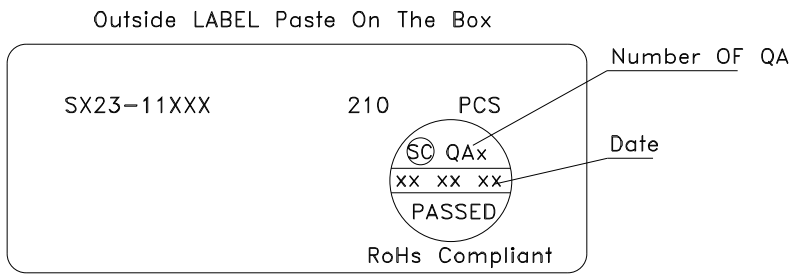 Outside LABEL Paste On The Box
Number OF QA
SX23-11XXX 210 PCS
SC QAx
Date
xx xx xx
PASSED
RoHs Compliant